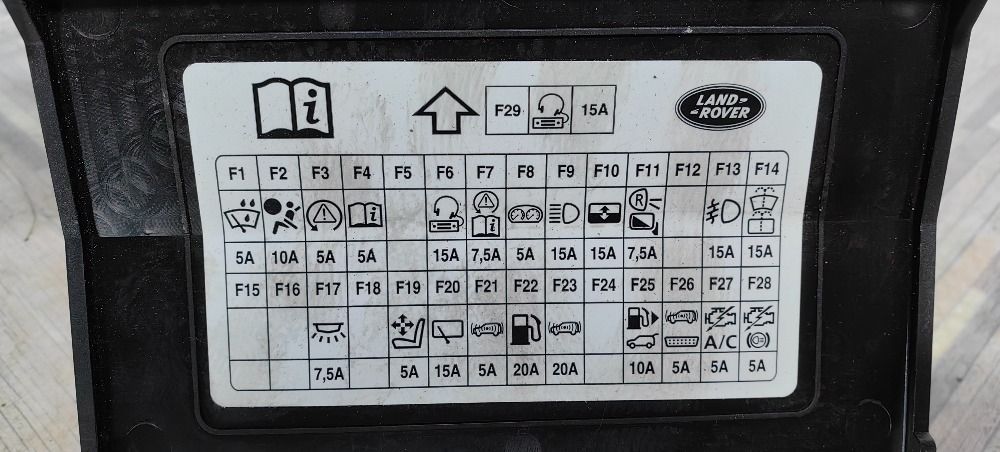 F29 15A LAND-ROVER
F1 F2 F3 F4 F5 F6 F7 F8 F9 F10 F11 F12 F13 F14
R
5A 10A 5A 5A 15A 7,5A 5A 15A 15A 7,5A 15A 15A
F15 F16 F17 F18 F19 F20 F21 F22 F23 F24 F25 F26 F27 F28
A/C
7,5A 5A 15A 5A 20A 20A 10A 5A 5A 5A